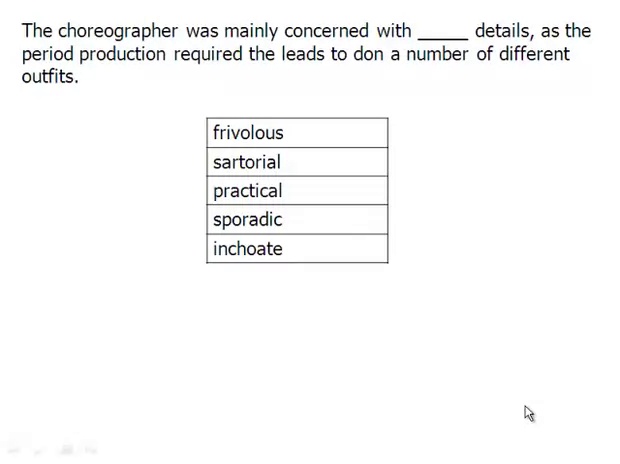 The choreographer was mainly concerned with _____ details, as the
period production required the leads to don a number of different
outfits.
frivolous
sartorial
practical
sporadic
inchoate